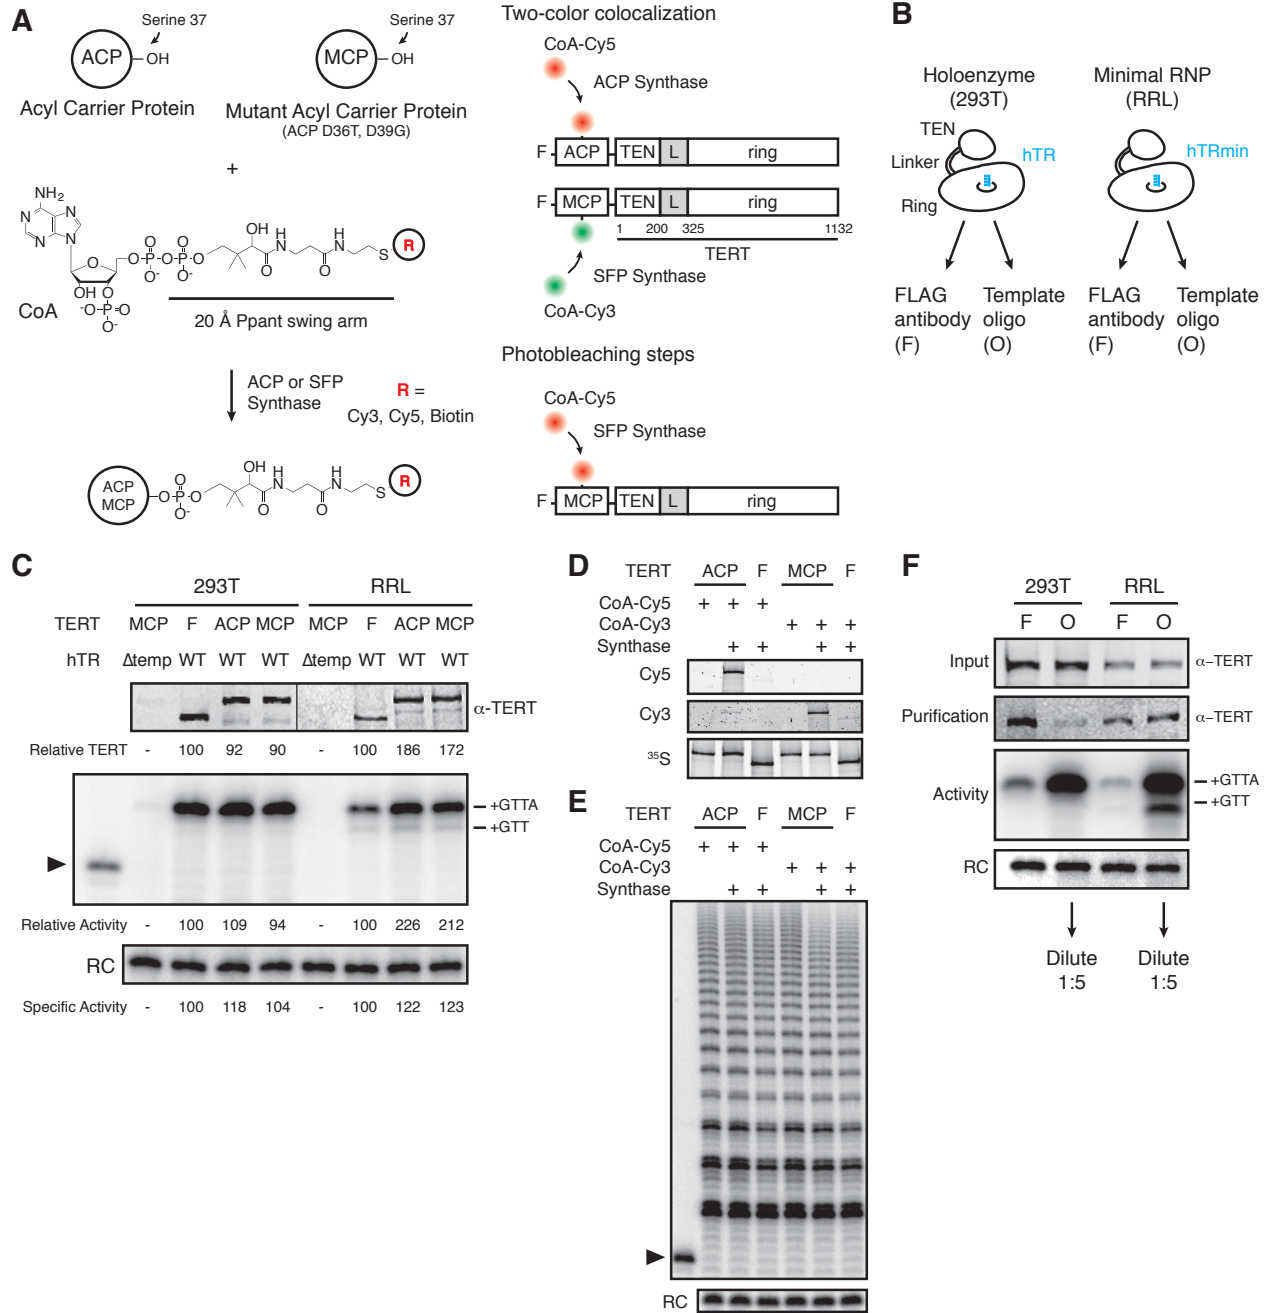 A
Serine 37
Serine 37
ACP
OH
MCP
OH
Acyl Carrier Protein
Mutant Acyl Carrier Protein
(ACP D36T, D39G)
+
NH2
N
N
N
N
O
OH
O
-O-P=O
O-
O
O-
P
O
P
O
O
O
O-
O-
OH
H
N
O
H
N
O
S
R
CoA
20 Å Ppant swing arm
ACP or SFP
Synthase
R =
Cy3, Cy5, Biotin
ACP
MCP
O
P
O
O
O-
OH
H
N
O
H
N
O
S
R
Two-color colocalization
CoA-Cy5
ACP Synthase
F
ACP
TEN
L
ring
F
MCP
TEN
L
ring
1
200
325
1132
TERT
SFP Synthase
CoA-Cy3
Photobleaching steps
CoA-Cy5
SFP Synthase
F
MCP
TEN
L
ring
B
Holoenzyme
(293T)
Minimal RNP
(RRL)
TEN
Linker
Ring
hTR
hTRmin
FLAG
antibody
(F)
Template
oligo
(O)
FLAG
antibody
(F)
Template
oligo
(O)
C
293T
RRL
TERT MCP F ACP MCP MCP F ACP MCP
hTR Δtemp WT WT WT Δtemp WT WT WT
α-TERT
Relative TERT - 100 92 90 - 100 186 172
+GTTA
+GTT
Relative Activity - 100 109 94 - 100 226 212
RC
Specific Activity - 100 118 104 - 100 122 123
D
TERT ACP F MCP F
CoA-Cy5 + + +
CoA-Cy3 + + +
Synthase + + + +
Cy5
Cy3
35S
E
TERT ACP F MCP F
CoA-Cy5 + + +
CoA-Cy3 + + +
Synthase + + + +
RC
F
293T RRL
F O F O
Input
α-TERT
Purification
α-TERT
Activity
+GTTA
+GTT
RC
Dilute
1:5
Dilute
1:5